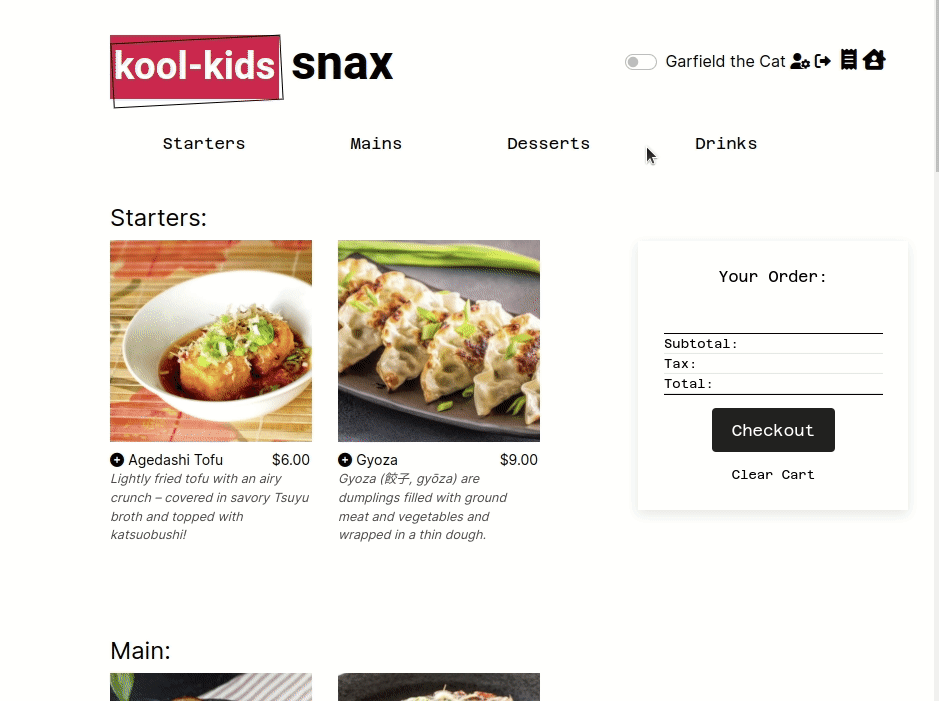 kool-kids snax
Garfield the Cat
Starters Mains Desserts Drinks
Starters:
Agedashi Tofu $6.00
Lightly fried tofu with an airy
crunch – covered in savory Tsuyu
broth and topped with
katsuobushi!
Gyoza $9.00
Gyoza (餃子, gyōza) are
dumplings filled with ground
meat and vegetables and
wrapped in a thin dough.
Your Order:
Subtotal:
Tax:
Total:
Checkout
Clear Cart
Main: